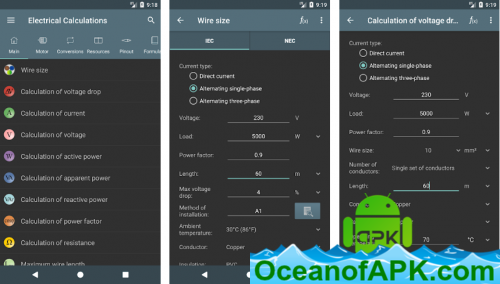 9:18
Electrical Calculations
Main Motor Conversions Resources Pinout Formula
Wire size
Calculation of voltage drop
Calculation of current
Calculation of voltage
Calculation of active power
Calculation of apparent power
Calculation of reactive power
Calculation of power factor
Calculation of resistance
Maximum wire length
9:19
Wire size f(x)
IEC NEC
Current type:
Direct current
Alternating single-phase
Alternating three-phase
Voltage: 230 V
Load: 5000 W
Power factor: 0.9
Length: 60 m
Max voltage drop: 4 %
Method of installation: A1
Ambient temperature: 30°C (86°F)
Conductor: Copper
Insulation: PVC
9:19
Calculation of voltage dr... f(x)
Current type:
Direct current
Alternating single-phase
Alternating three-phase
Voltage: 230 V
Load: 5000 W
Power factor: 0.9
Wire size: 10 mm²
Number of conductors: Single set of conductors
Length: 60 m
70 °C
APK
OceanofAPK.com